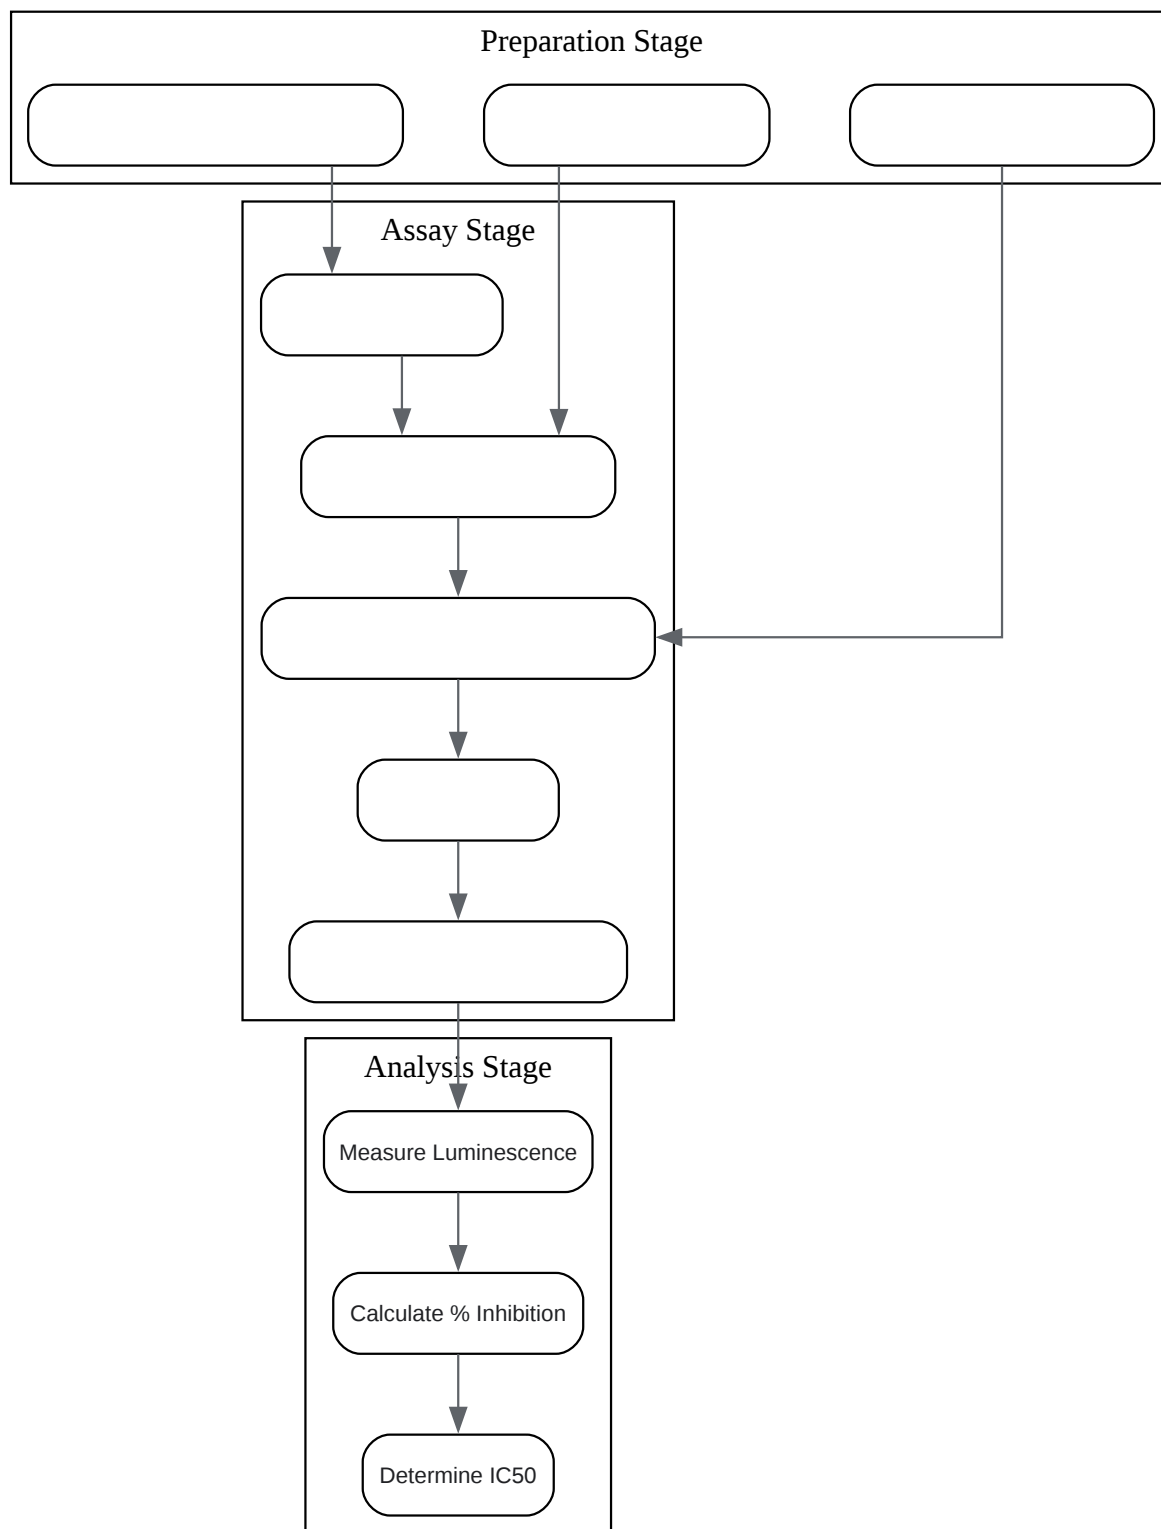 Preparation Stage
Assay Stage
Analysis Stage
Measure Luminescence
Calculate % Inhibition
Determine IC50